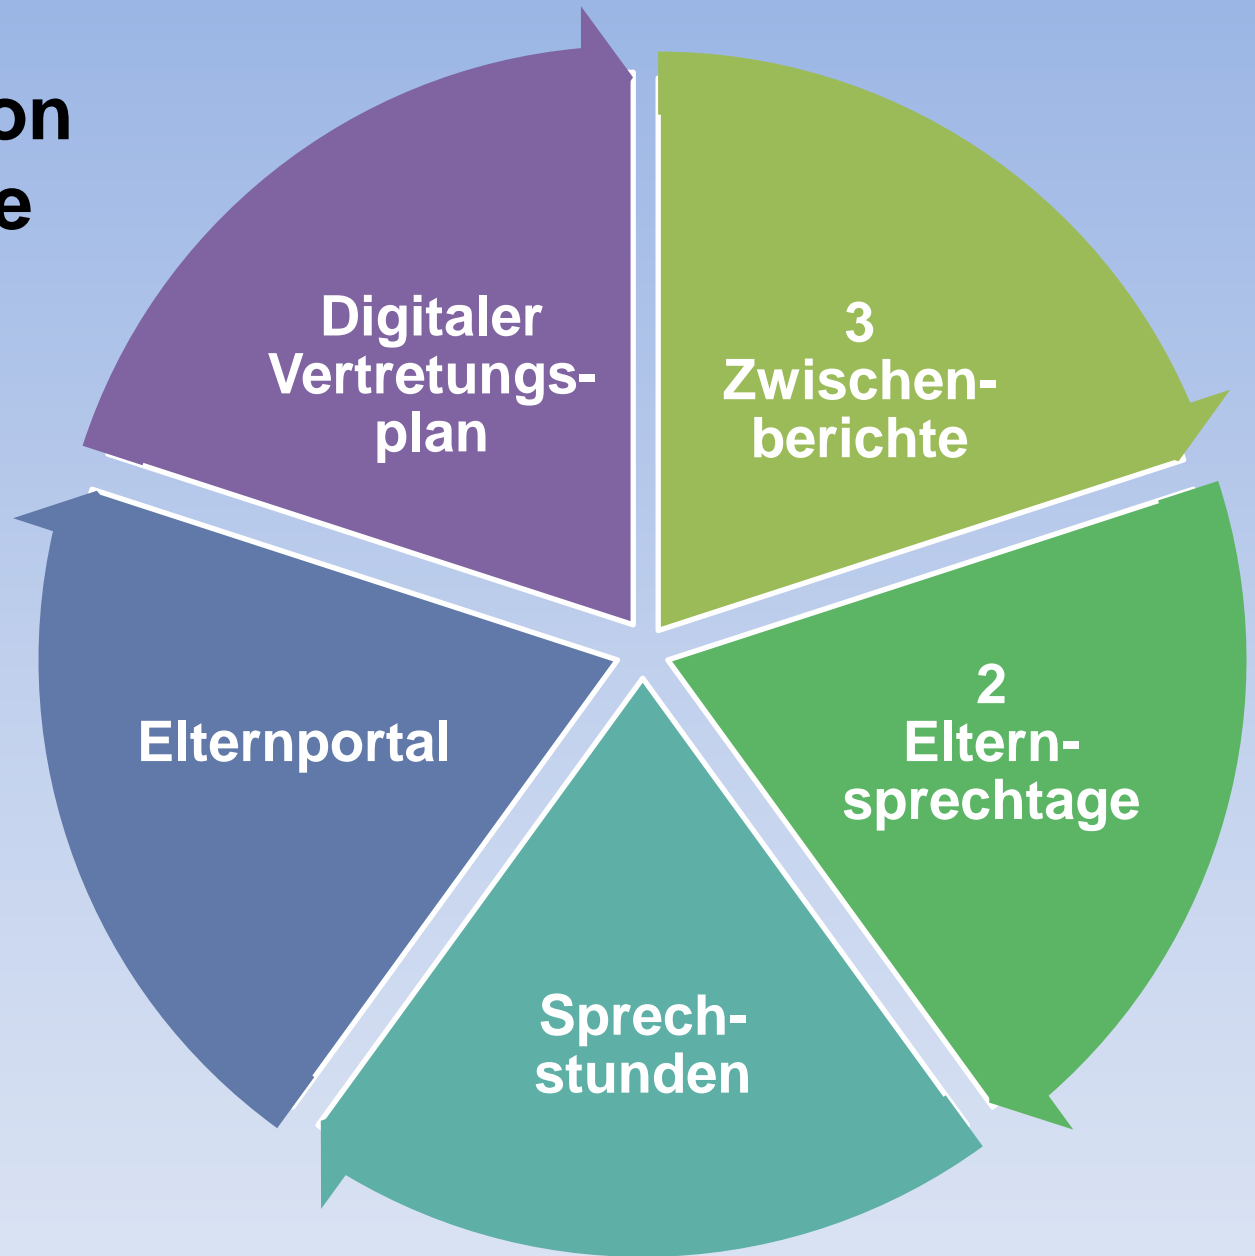 on
e
Digitaler
Vertretungs-
plan
3
Zwischen-
berichte
2
Eltern-
sprechtage
Sprech-
stunden
Elternportal